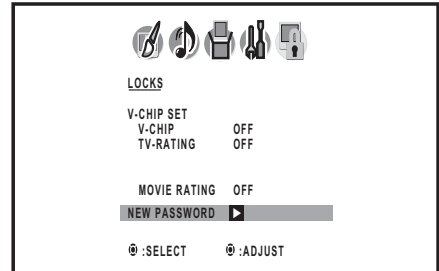 LOCKS
V-CHIP SET
V-CHIP OFF
TV-RATING OFF
MOVIE RATING OFF
NEW PASSWORD
:SELECT :ADJUST